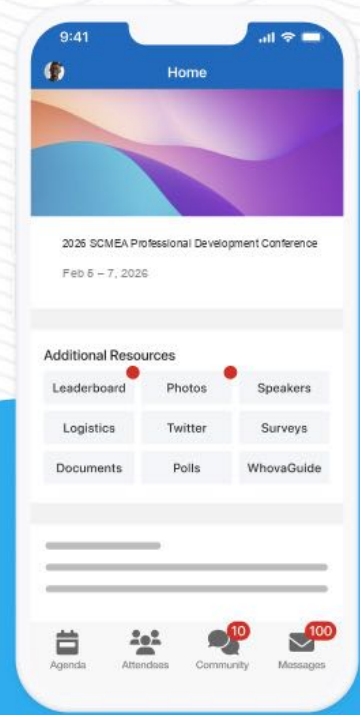 9:41
Home
2026 SCMEA Professional Development Conference
Feb 5 – 7, 2026
Additional Resources
Leaderboard Photos Speakers
Logistics Twitter Surveys
Documents Polls WhovaGuide
10 100
Agenda Attendees Community Messages